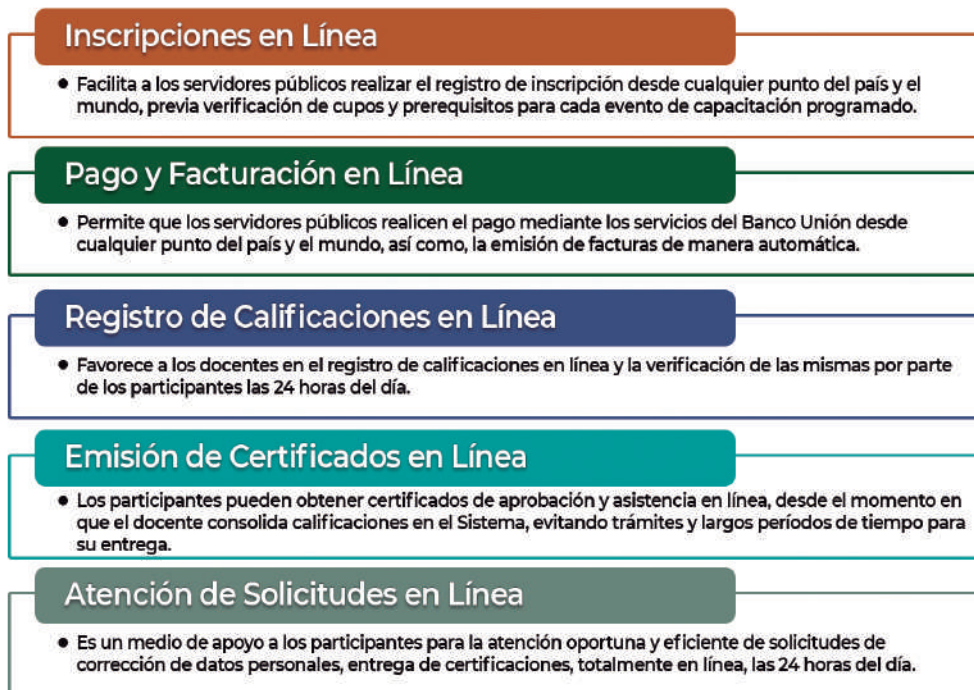 Inscripciones en Línea
• Facilita a los servidores públicos realizar el registro de inscripción desde cualquier punto del país y el
mundo, previa verificación de cupos y prerequisitos para cada evento de capacitación programado.
Pago y Facturación en Línea
• Permite que los servidores públicos realicen el pago mediante los servicios del Banco Unión desde
cualquier punto del país y el mundo, así como, la emisión de facturas de manera automática.
Registro de Calificaciones en Línea
• Favorece a los docentes en el registro de calificaciones en línea y la verificación de las mismas por parte
de los participantes las 24 horas del día.
Emisión de Certificados en Línea
• Los participantes pueden obtener certificados de aprobación y asistencia en línea, desde el momento en
que el docente consolida calificaciones en el Sistema, evitando trámites y largos períodos de tiempo para
su entrega.
Atención de Solicitudes en Línea
• Es un medio de apoyo a los participantes para la atención oportuna y eficiente de solicitudes de
corrección de datos personales, entrega de certificaciones, totalmente en línea, las 24 horas del día.